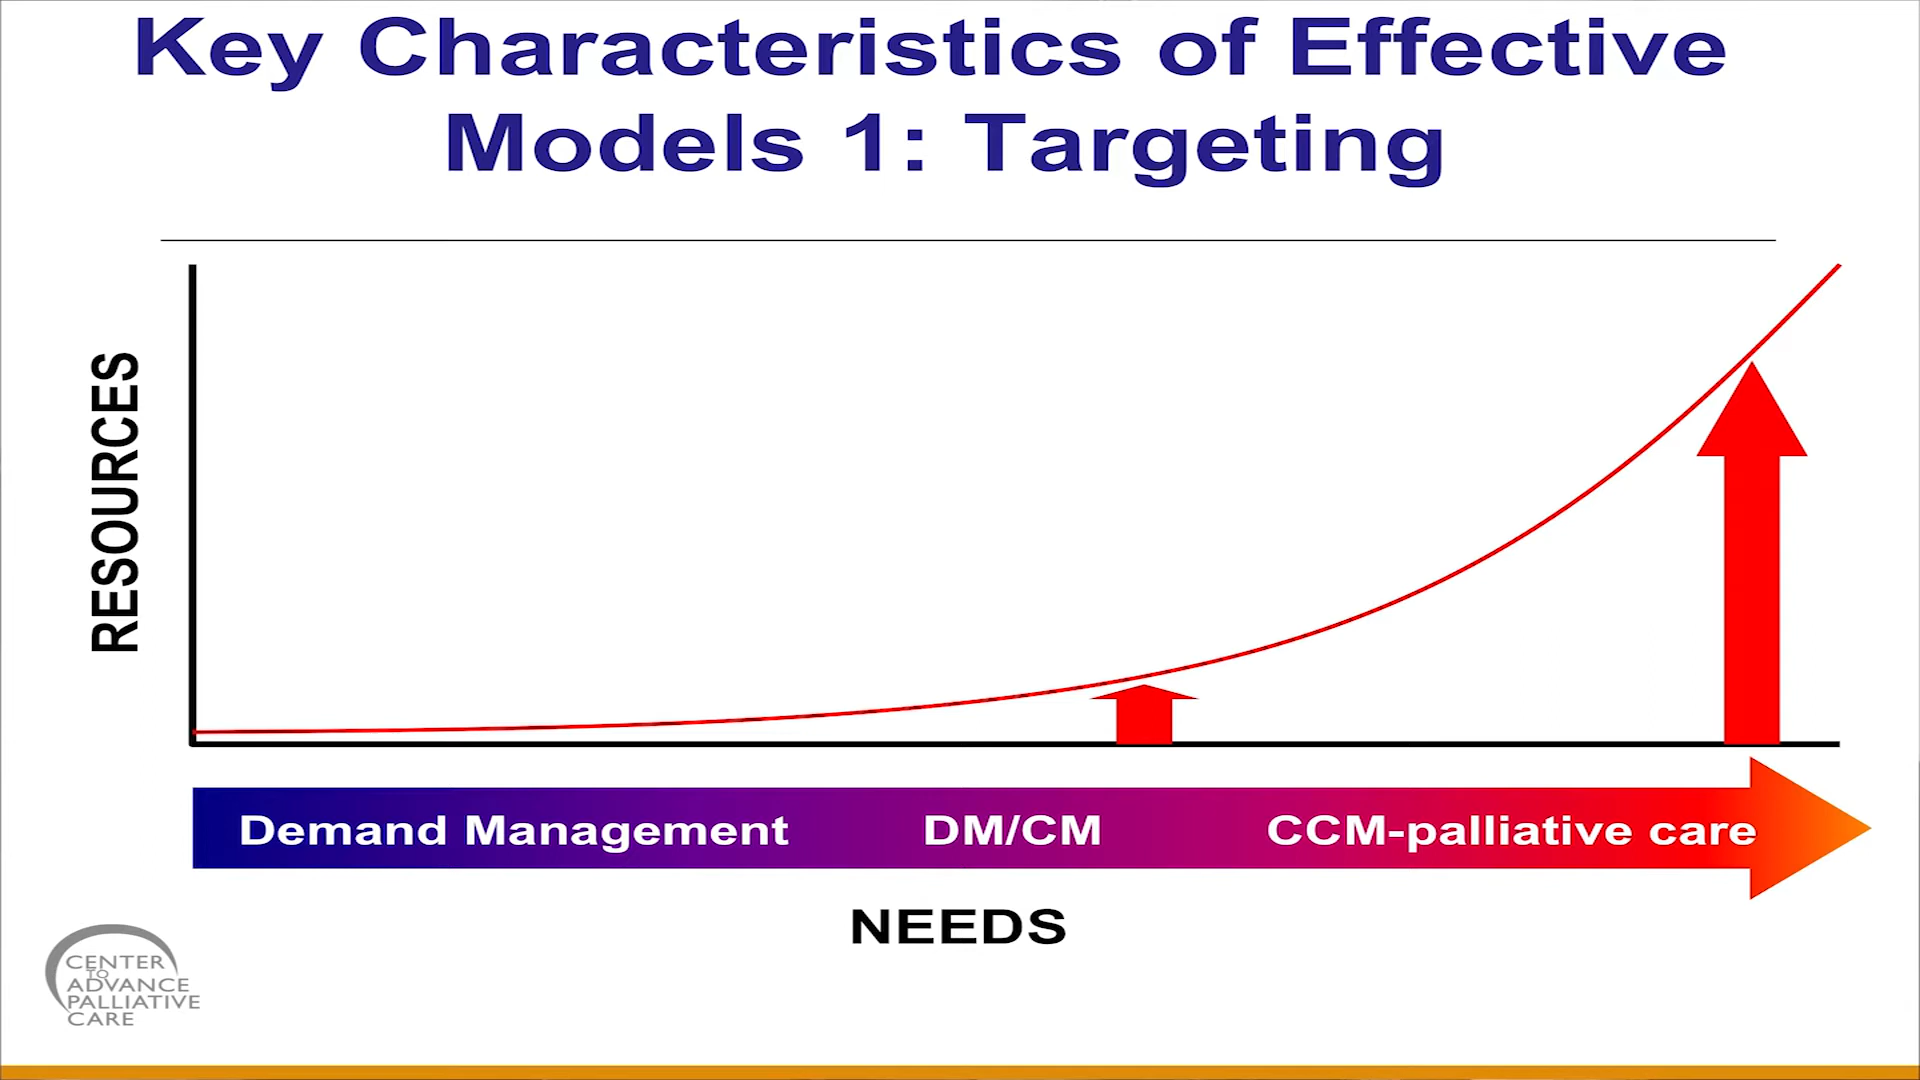 Key Characteristics of Effective
Models 1: Targeting
RESOURCES
Demand Management DM/CM CCM-palliative care
NEEDS
CENTER
TO
ADVANCE
PALLIATIVE
CARE